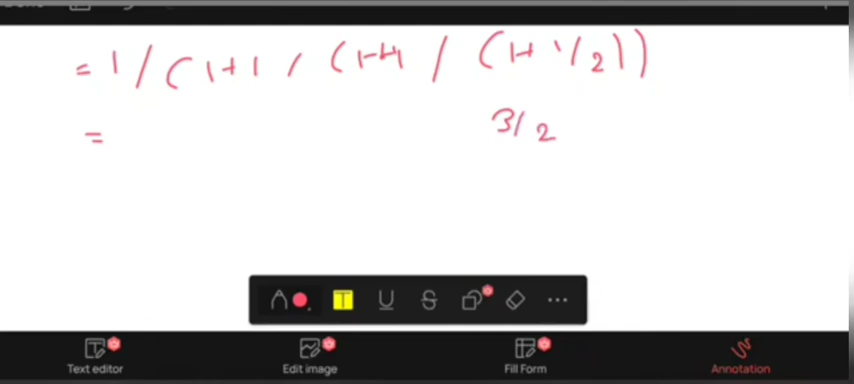 = 1 / ( 1+1 / ( 1+1 / ( 1+ 1/2 ) )
= 3/2
T U S
Text editor Edit image Fill Form Annotation